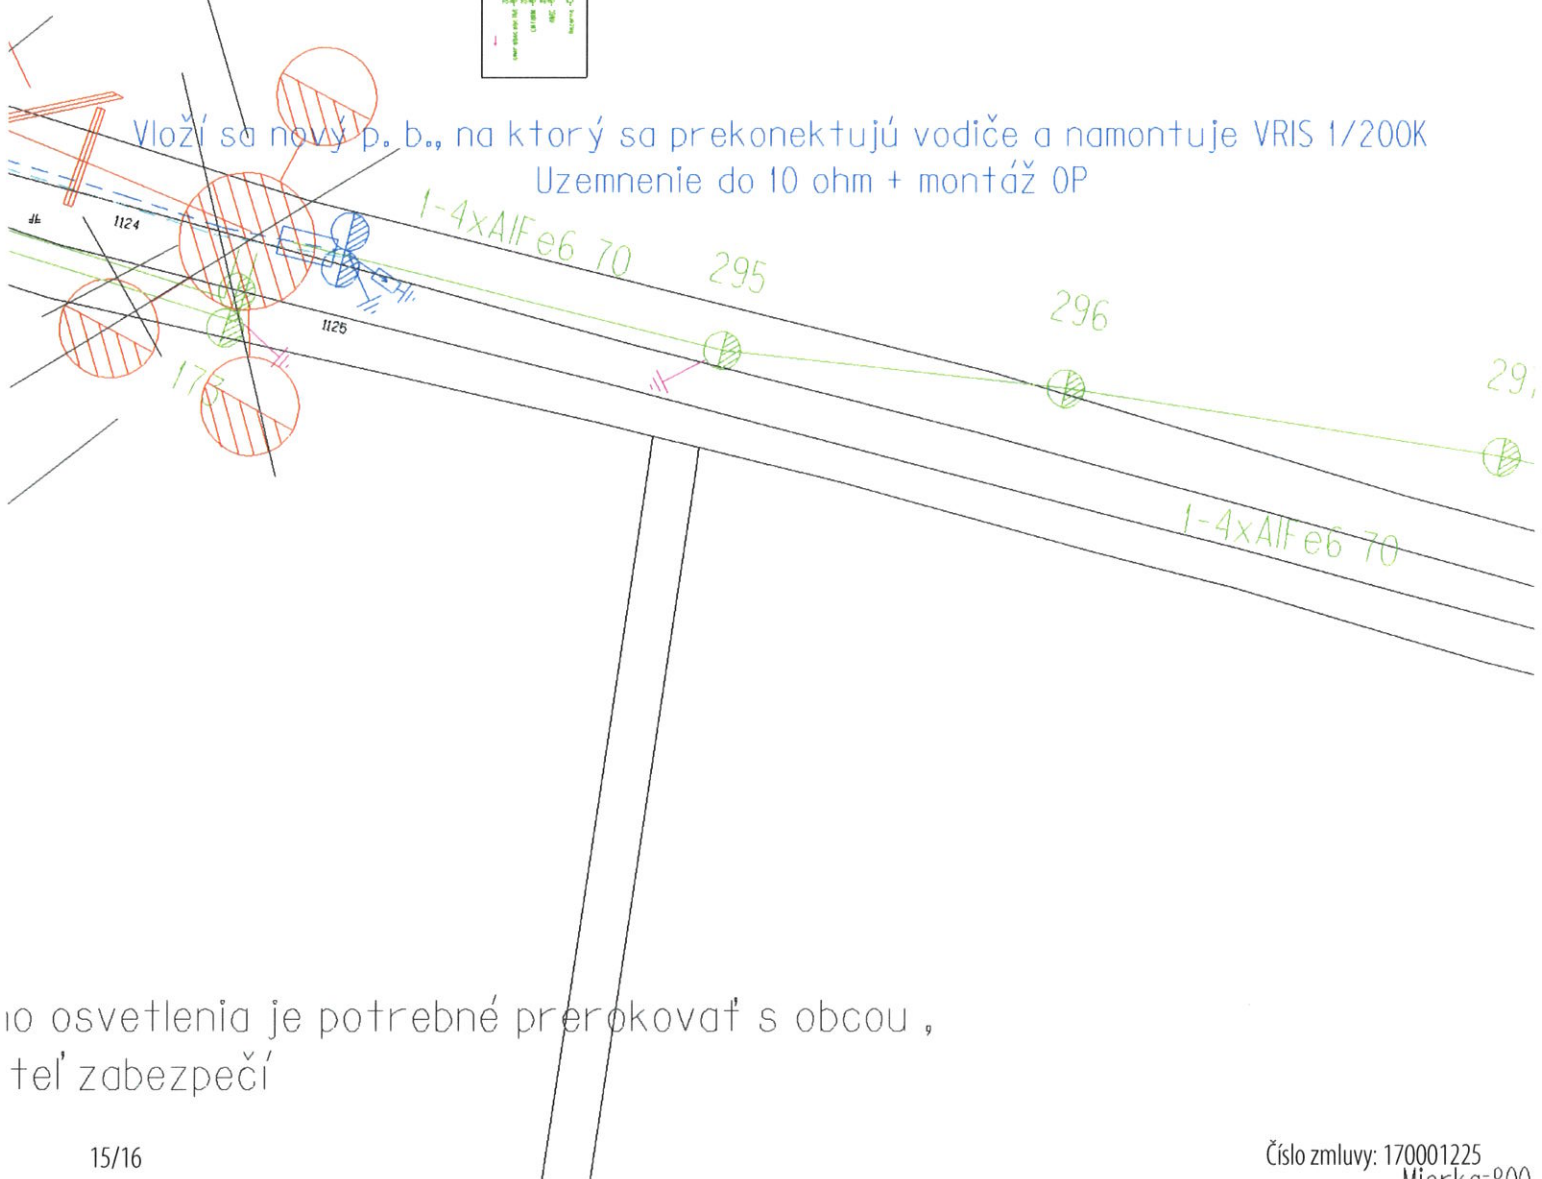 Vloží sa nový p. b., na ktorý sa prekonektujú vodiče a namontuje VRIS 1/200K
Uzemnenie do 10 ohm + montáž OP
1-4xAlFe6 70
1124
295
296
1125
1-4xAlFe6 70
osvetlenia je potrebné prerokovať s obcou ,
teľ zabezpečí
15/16
Číslo zmluvy: 170001225